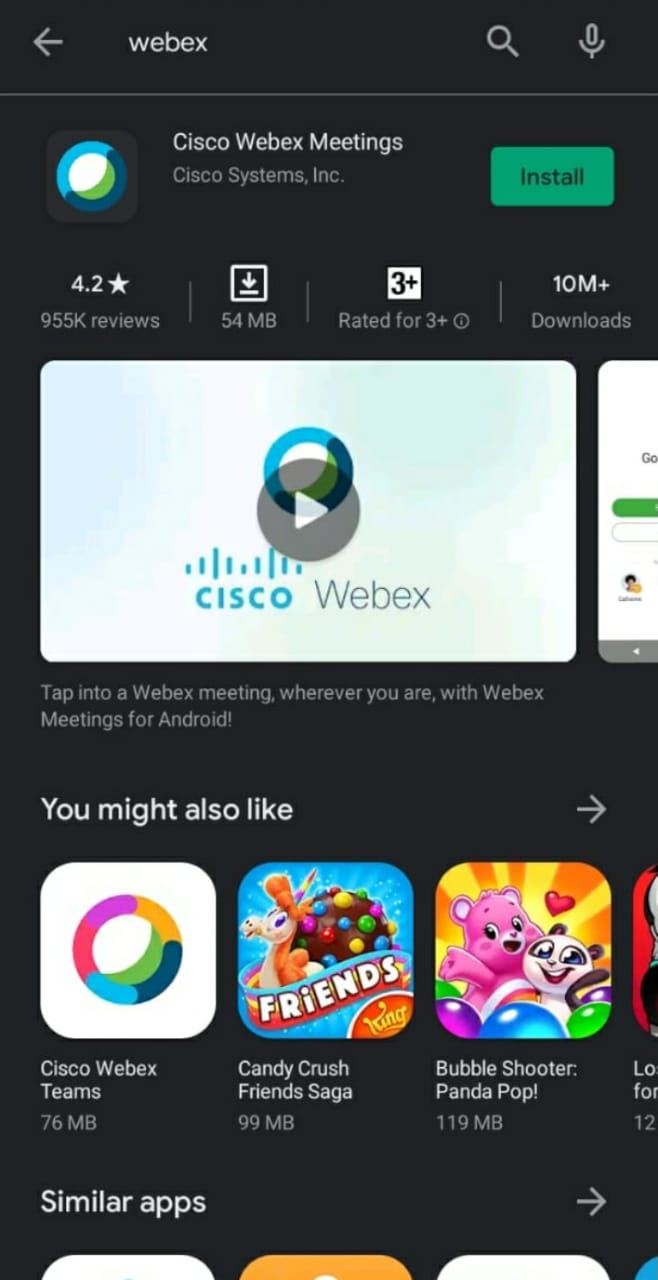 webex
Cisco Webex Meetings
Cisco Systems, Inc.
Install
4.2★
955K reviews
54 MB
3+
Rated for 3+
10M+
Downloads
CISCO Webex
Go
Tap into a Webex meeting, wherever you are, with Webex
Meetings for Android!
You might also like
FRiENDS
King
Cisco Webex
Teams
76 MB
Candy Crush
Friends Saga
99 MB
Bubble Shooter:
Panda Pop!
119 MB
Lo
for
12
Similar apps